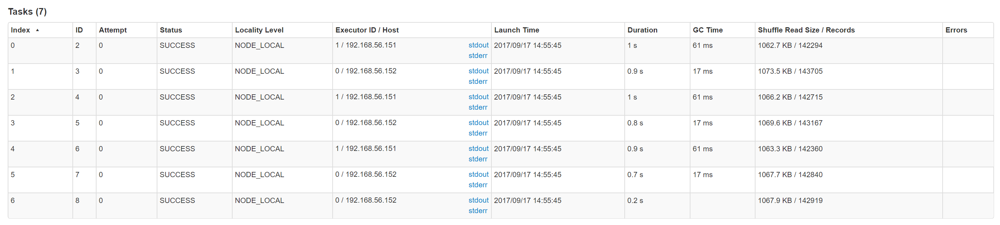 Tasks (7)
Index ▲ ID Attempt Status Locality Level Executor ID / Host Launch Time Duration GC Time Shuffle Read Size / Records Errors
0 2 0 SUCCESS NODE_LOCAL 1 / 192.168.56.151 stdout 2017/09/17 14:55:45 1 s 61 ms 1062.7 KB / 142294
stderr
1 3 0 SUCCESS NODE_LOCAL 0 / 192.168.56.152 stdout 2017/09/17 14:55:45 0.9 s 17 ms 1073.5 KB / 143705
stderr
2 4 0 SUCCESS NODE_LOCAL 1 / 192.168.56.151 stdout 2017/09/17 14:55:45 1 s 61 ms 1066.2 KB / 142715
stderr
3 5 0 SUCCESS NODE_LOCAL 0 / 192.168.56.152 stdout 2017/09/17 14:55:45 0.8 s 17 ms 1069.6 KB / 143167
stderr
4 6 0 SUCCESS NODE_LOCAL 1 / 192.168.56.151 stdout 2017/09/17 14:55:45 0.9 s 61 ms 1063.3 KB / 142360
stderr
5 7 0 SUCCESS NODE_LOCAL 0 / 192.168.56.152 stdout 2017/09/17 14:55:45 0.7 s 17 ms 1067.7 KB / 142840
stderr
6 8 0 SUCCESS NODE_LOCAL 0 / 192.168.56.152 stdout 2017/09/17 14:55:45 0.2 s 1067.9 KB / 142919
stderr